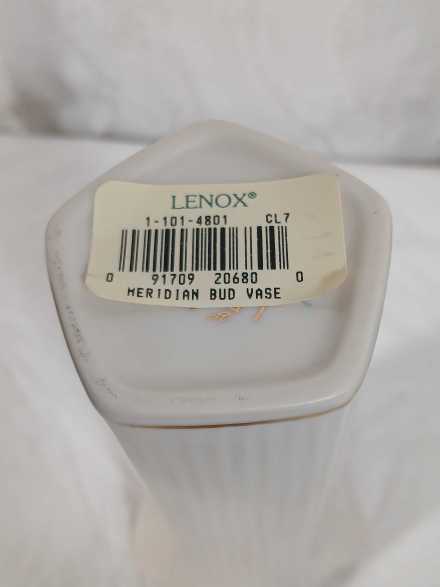 LENOX®
1-101-4801 CL7
0 91709 20680 0
MERIDIAN BUD VASE